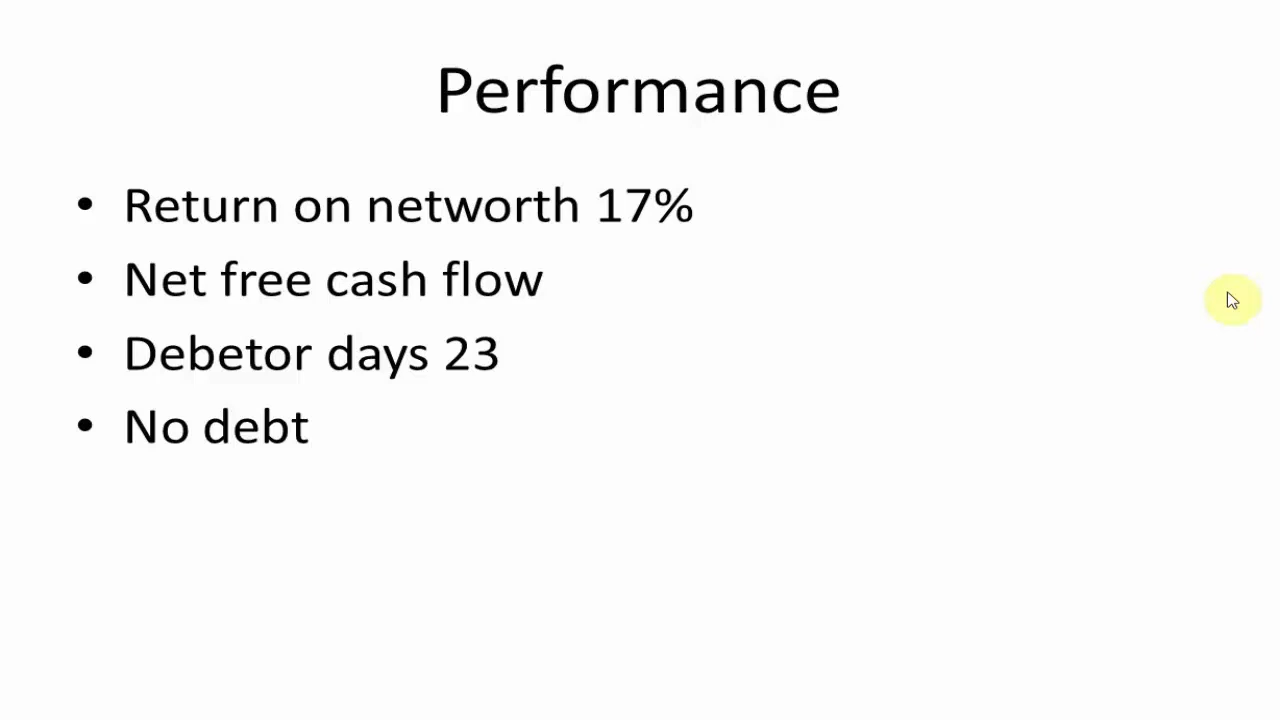 Performance
• Return on networth 17%
• Net free cash flow
• Debetor days 23
• No debt